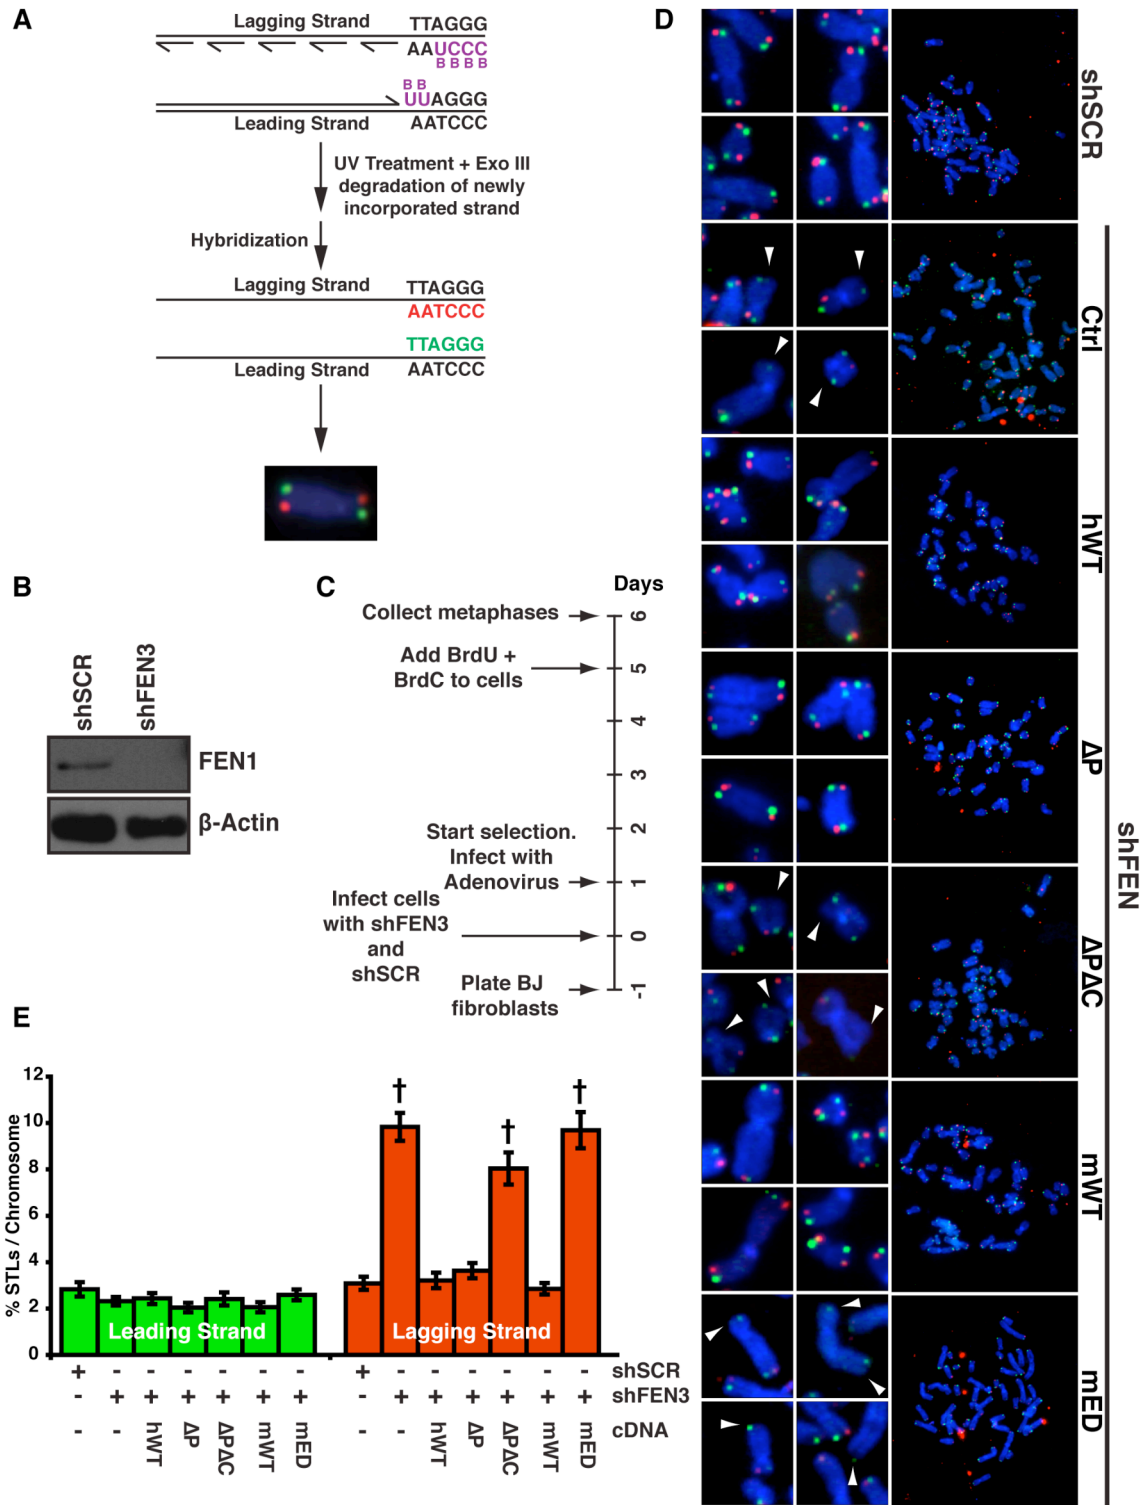 A
Lagging Strand TTAGGG
AAUCCC
B B B B
B B
UUAGGG
Leading Strand AATCCC
UV Treatment + Exo III
degradation of newly
incorporated strand
Hybridization
Lagging Strand TTAGGG
AATCCC
TTAGGG
Leading Strand AATCCC
B
shSCR
shFEN3
FEN1
β-Actin
C
Days
Collect metaphases
6
Add BrdU +
BrdC to cells
5
4
3
2
Start selection.
Infect with
Adenovirus
1
Infect cells
with shFEN3
and
shSCR
0
Plate BJ
fibroblasts
-1
D
shSCR
Ctrl
hWT
ΔP
ΔPΔC
mWT
mED
shFEN
E
% STLs / Chromosome
12
10
8
6
4
2
0
† † †
Leading Strand
Lagging Strand
+ - - - - - - + - - - - - - shSCR
- + + + + + + - + + + + + + shFEN3
- - hWT ΔP ΔPΔC mWT mED - - hWT ΔP ΔPΔC mWT mED cDNA